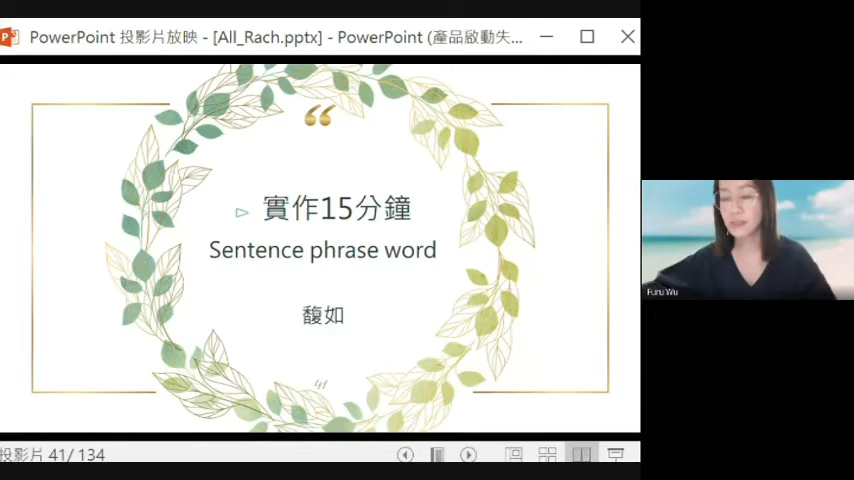 PowerPoint 投影片放映 - [All_Rach.pptx] - PowerPoint (產品啟動失...
“
實作15分鐘
Sentence phrase word
馥如
41
Furu Wu
投影片 41/ 134